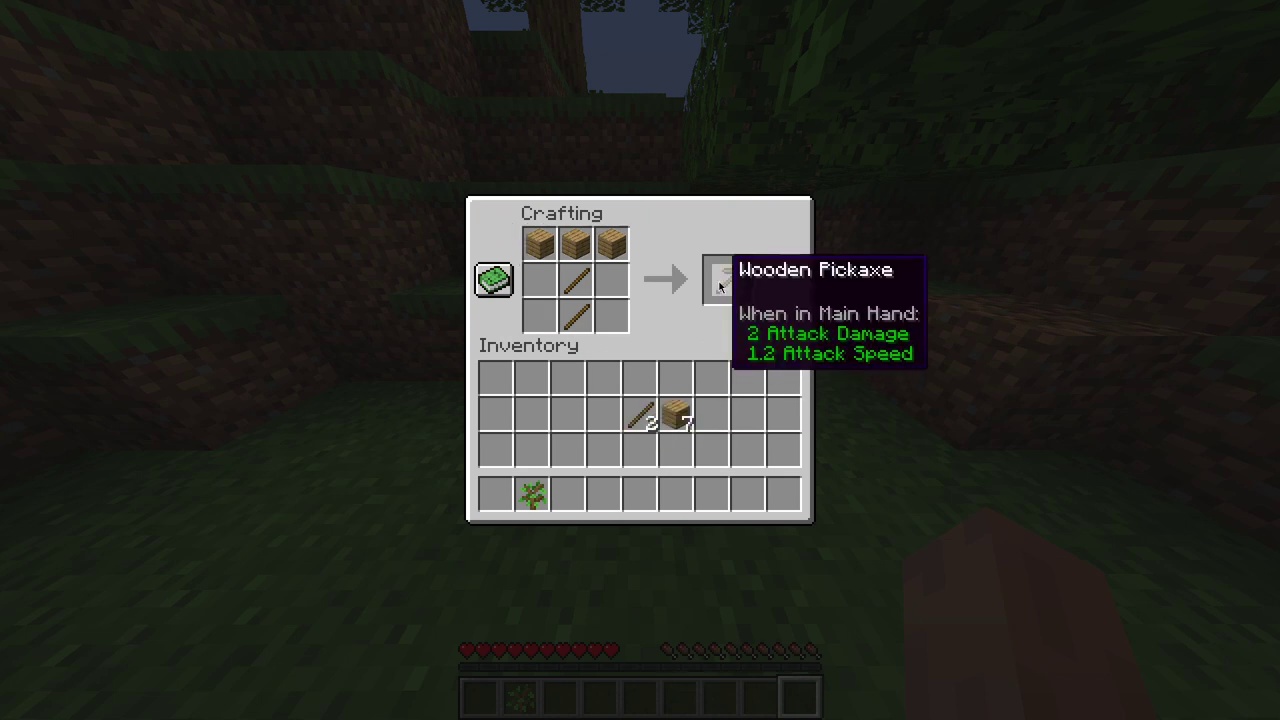 Crafting
Wooden Pickaxe
When in Main Hand:
2 Attack Damage
1.2 Attack Speed
Inventory
2
7